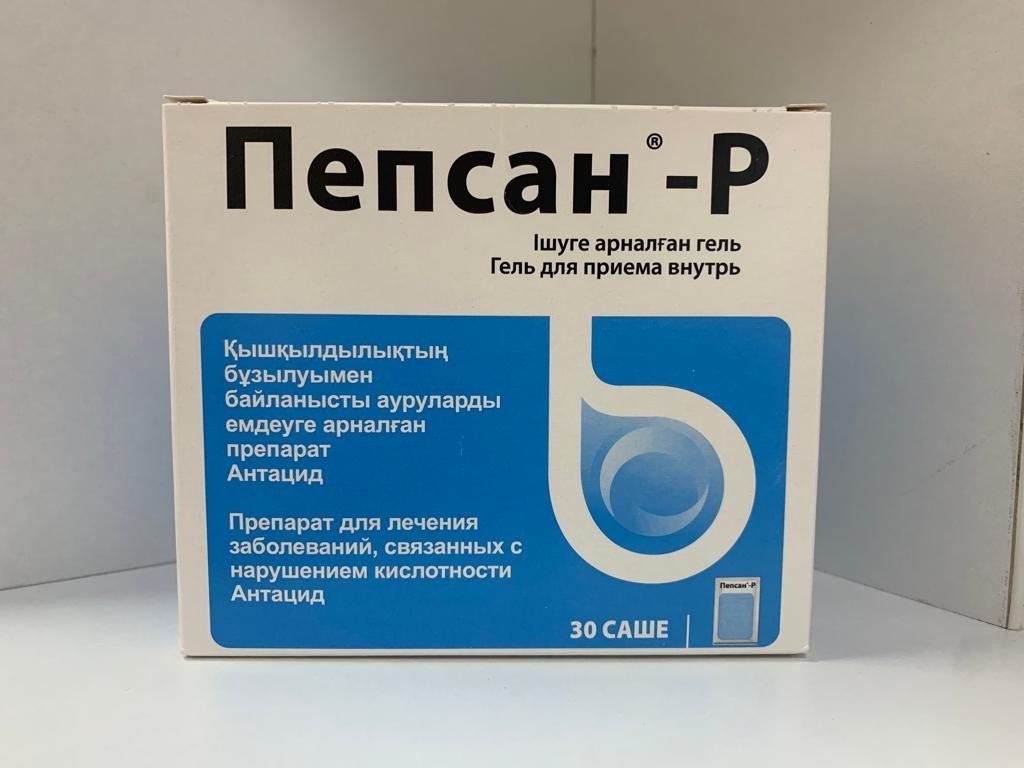 Пепсан®-Р
Ішуге арналған гель
Гель для приема внутрь
Қышқылдылықтың
бұзылуымен
байланысты ауруларды
емдеуге арналған
препарат
Антацид
Препарат для лечения
заболеваний, связанных с
нарушением кислотности
Антацид
30 САШЕ
Пепсан®-Р